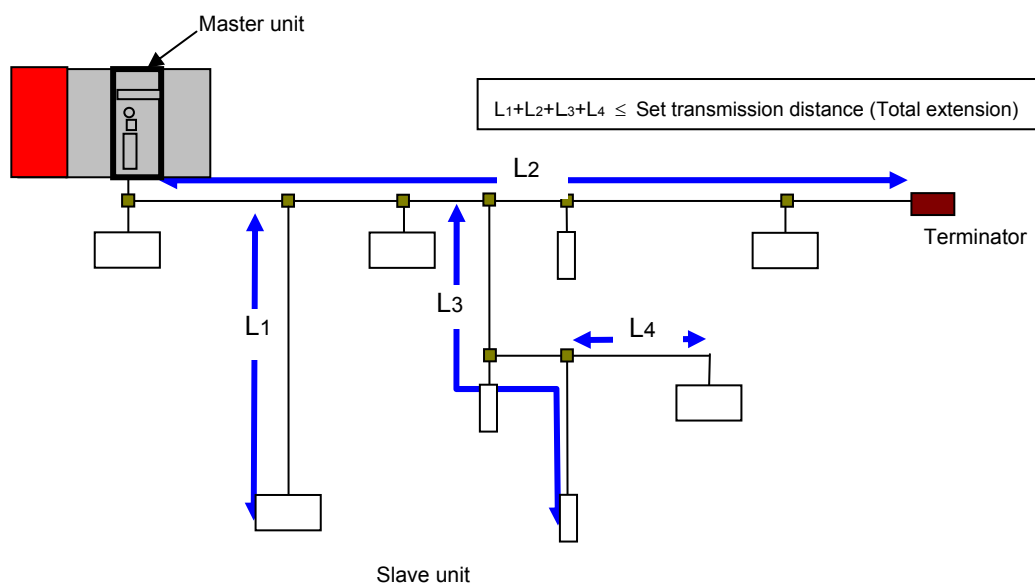 Master unit
L1+L2+L3+L4 ≤ Set transmission distance (Total extension)
L2
Terminator
L3
L1
L4
Slave unit